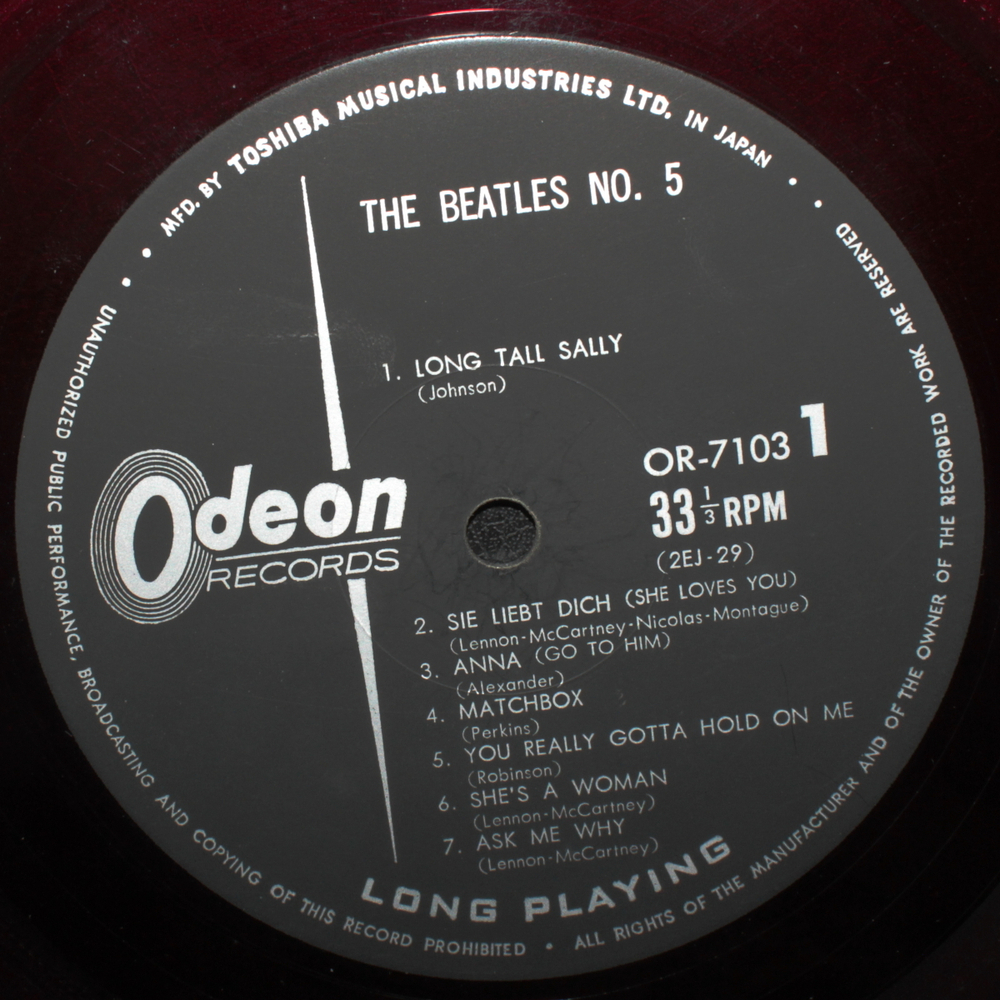 MFD. BY TOSHIBA MUSICAL INDUSTRIES LTD. IN JAPAN
THE BEATLES NO. 5
1. LONG TALL SALLY
(Johnson)
Odeon
RECORDS
OR-7103 1
33 1/3 RPM
(2EJ-29)
2. SIE LIEBT DICH (SHE LOVES YOU)
(Lennon-McCartney-Nicolas-Montague)
3. ANNA (GO TO HIM)
(Alexander)
4. MATCHBOX
(Perkins)
5. YOU REALLY GOTTA HOLD ON ME
(Robinson)
6. SHE'S A WOMAN
(Lennon-McCartney)
7. ASK ME WHY
(Lennon-McCartney)
LONG PLAYING
UNAUTHORIZED PUBLIC PERFORMANCE, BROADCASTING AND COPYING OF THIS RECORD PROHIBITED • ALL RIGHTS OF THE MANUFACTURER AND OF THE OWNER OF THE RECORDED WORK ARE RESERVED